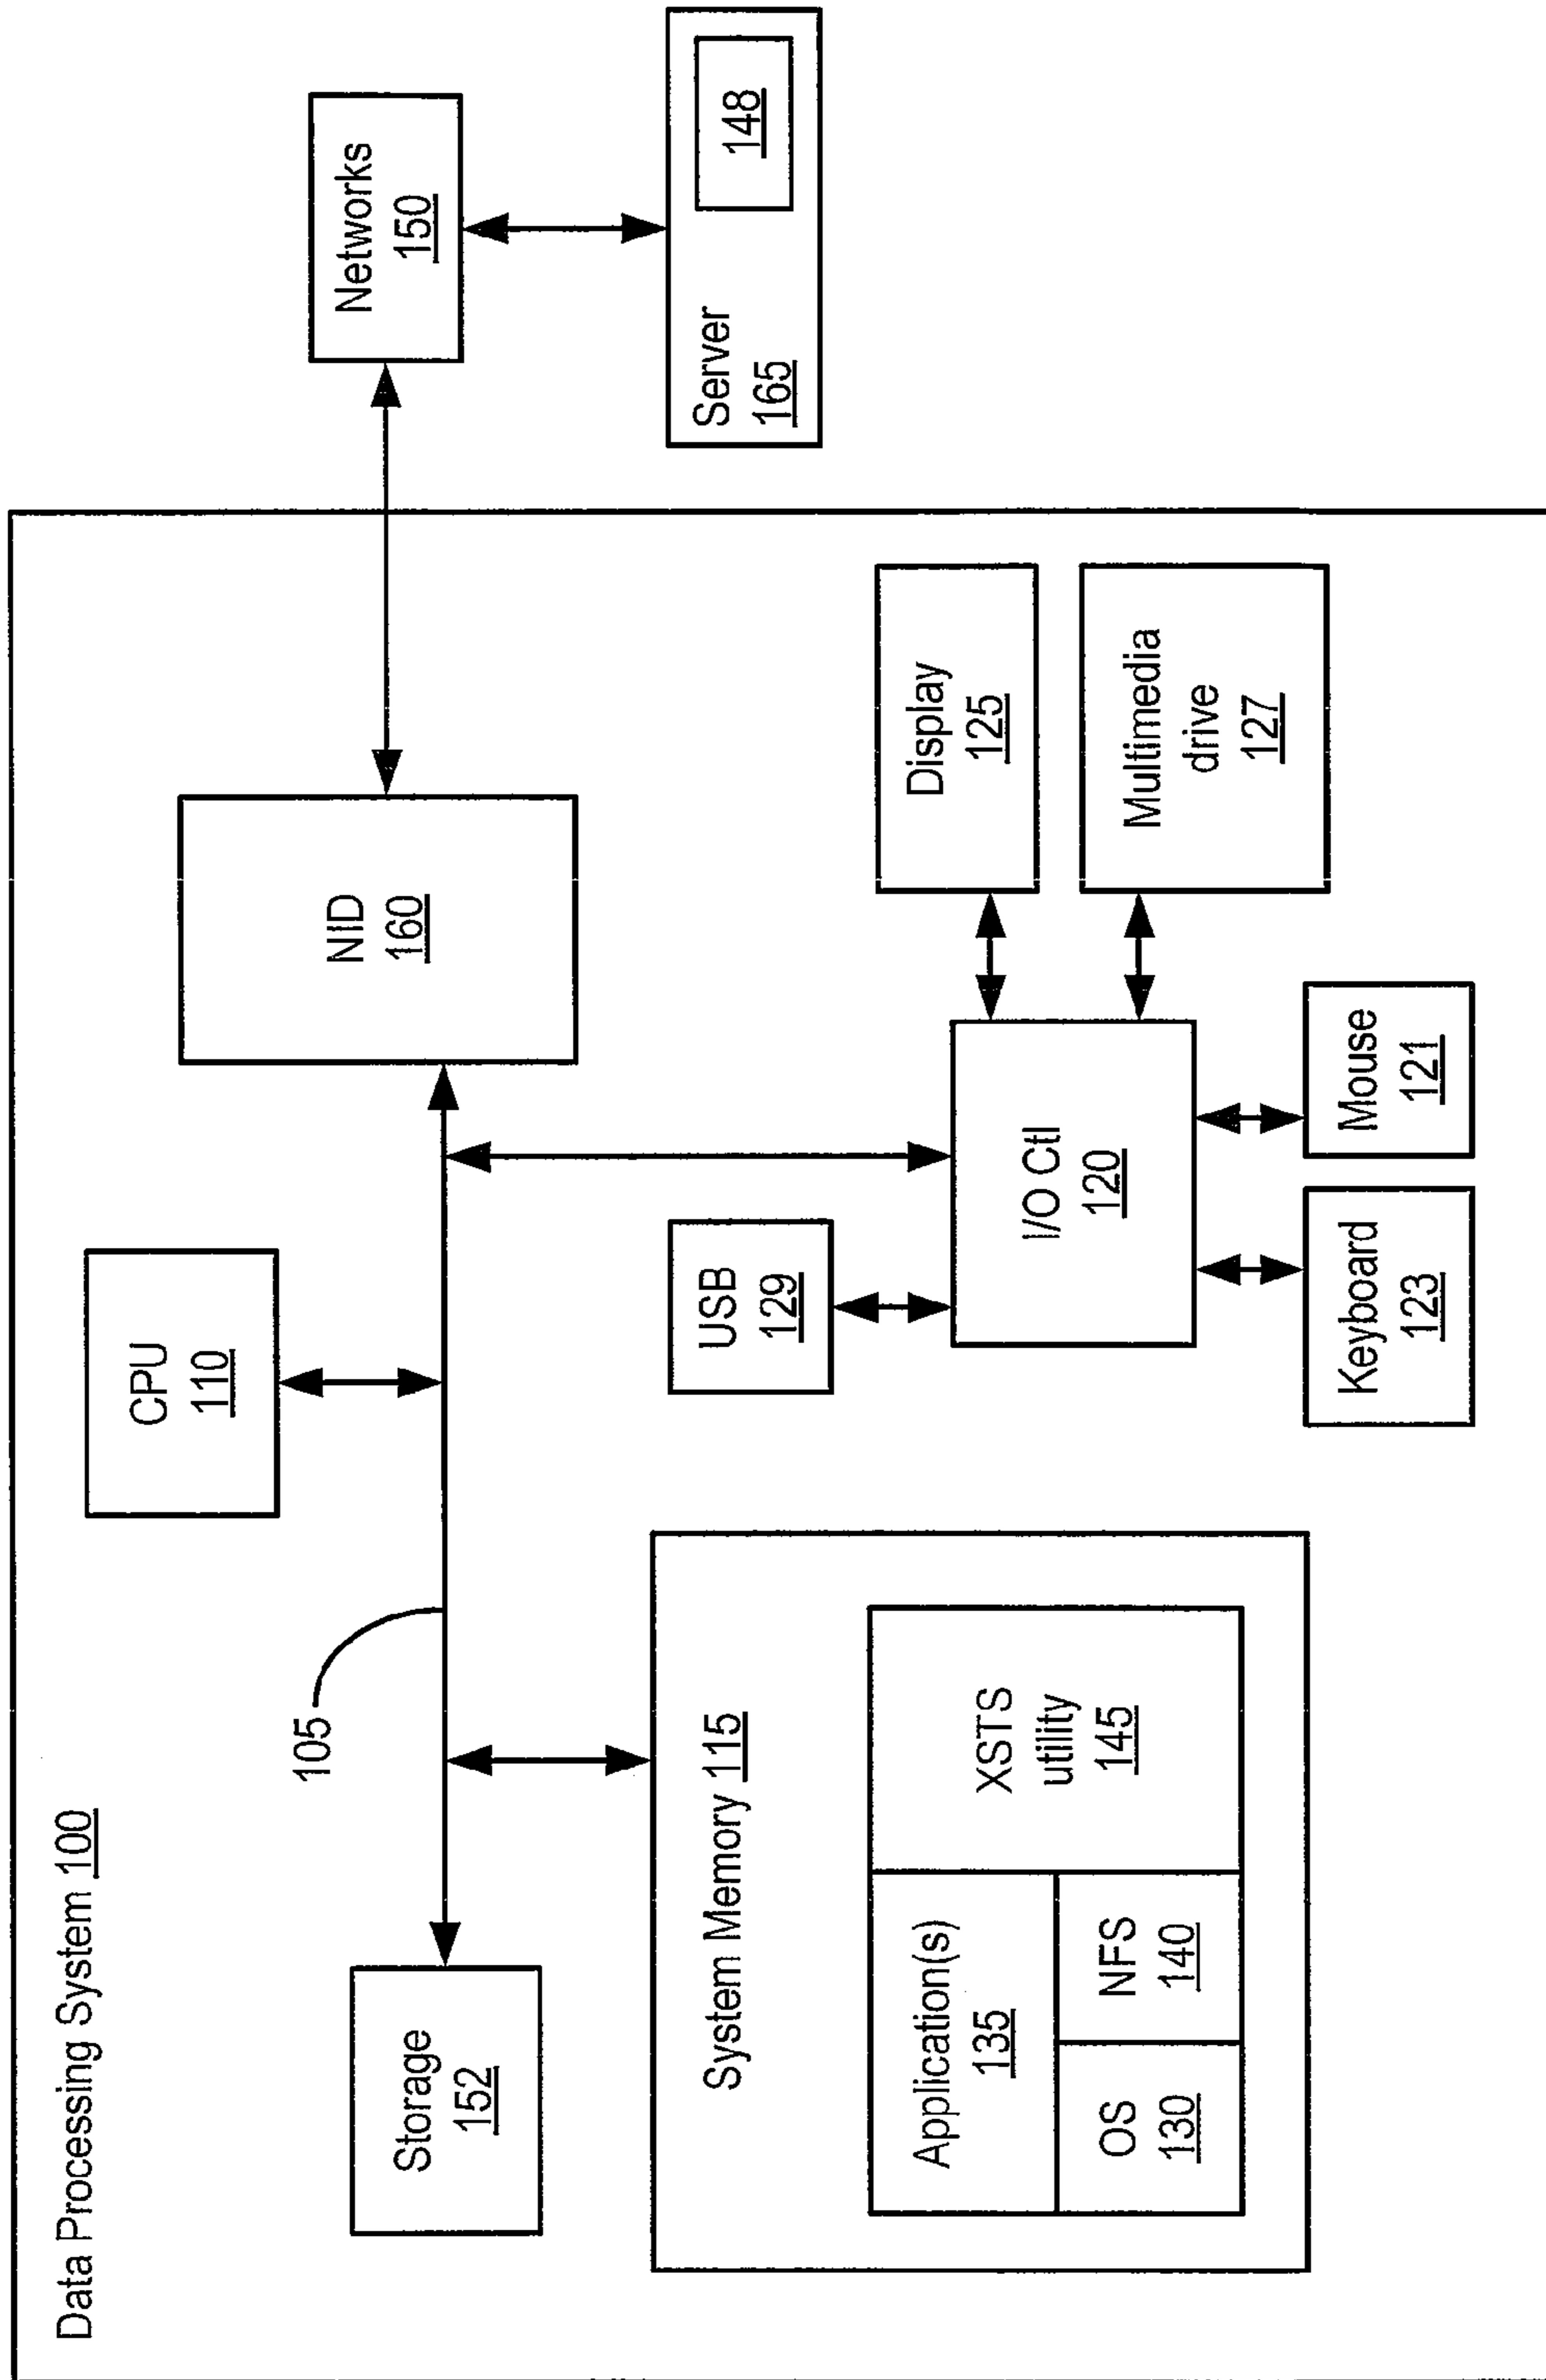 Data Processing System 100
CPU
110
105
Storage
152
NID
160
Networks
150
System Memory 115
Application(s)
135
OS
130
NFS
140
XSTS
utility
145
USB
129
I/O Ctl
120
Keyboard
123
Mouse
121
Display
125
Multimedia
drive
127
Server
165
148